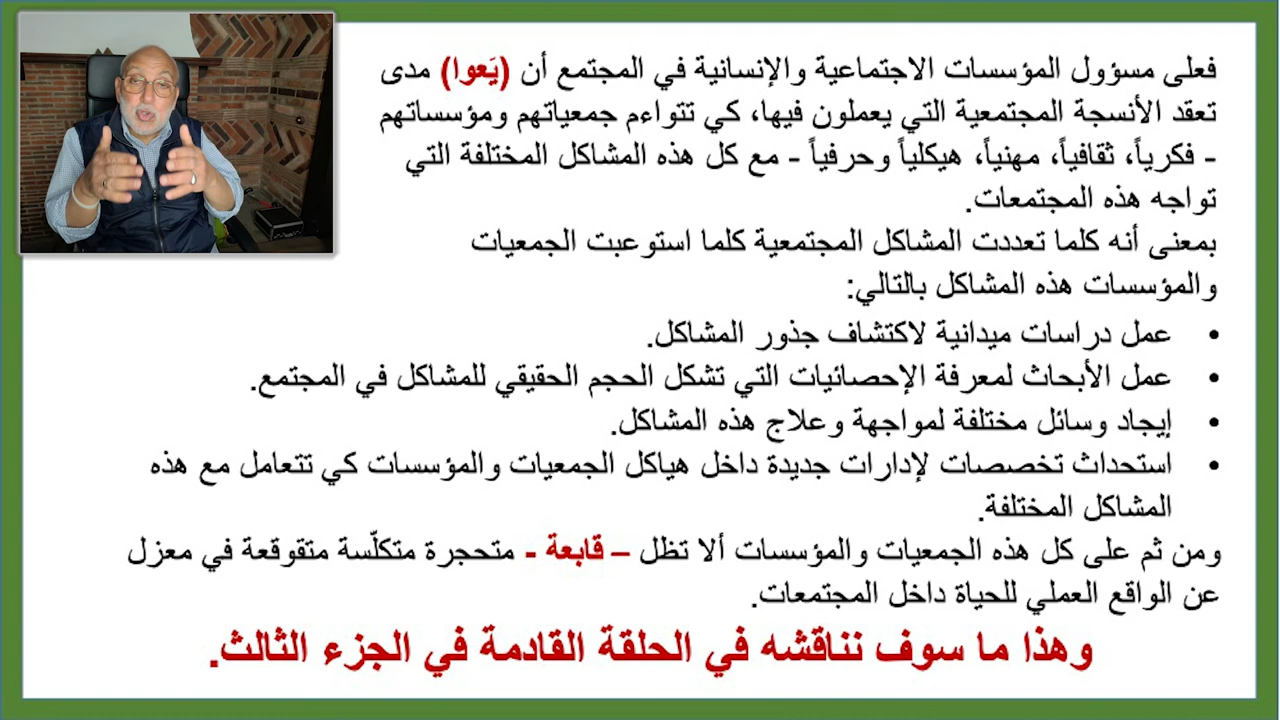 فعلى مسؤول المؤسسات الاجتماعية والإنسانية في المجتمع أن (يَعوا) مدى
تعقد الأنسجة المجتمعية التي يعملون فيها، كي تتواءم جمعياتهم ومؤسساتهم
- فكرياً، ثقافياً، مهنياً، هيكلياً وحرفياً - مع كل هذه المشاكل المختلفة التي
تواجه هذه المجتمعات.
بمعنى أنه كلما تعددت المشاكل المجتمعية كلما استوعبت الجمعيات
والمؤسسات هذه المشاكل بالتالي:
• عمل دراسات ميدانية لاكتشاف جذور المشاكل.
• عمل الأبحاث لمعرفة الإحصائيات التي تشكل الحجم الحقيقي للمشاكل في المجتمع.
• إيجاد وسائل مختلفة لمواجهة وعلاج هذه المشاكل.
• استحداث تخصصات لإدارات جديدة داخل هياكل الجمعيات والمؤسسات كي تتعامل مع هذه
المشاكل المختلفة.
ومن ثم على كل هذه الجمعيات والمؤسسات ألا تظل – قابعة - متحجرة متكلّسة متقوقعة في معزل
عن الواقع العملي للحياة داخل المجتمعات.
وهذا ما سوف نناقشه في الحلقة القادمة في الجزء الثالث.